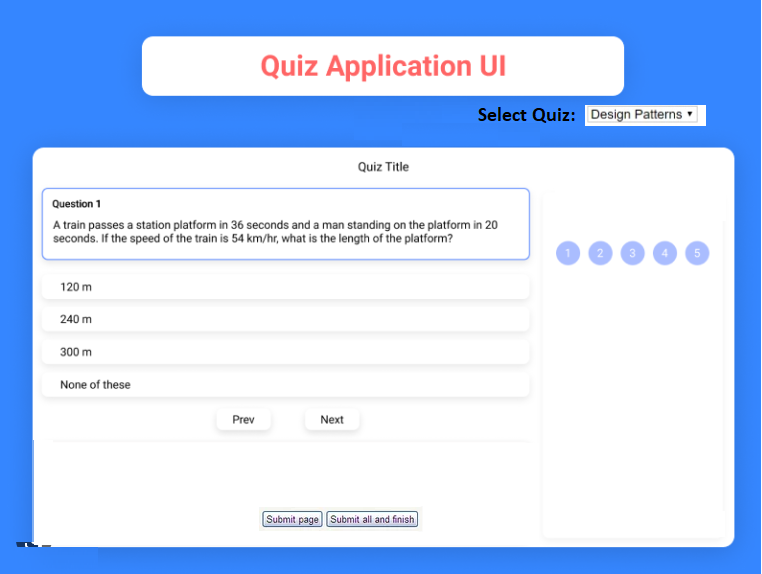 Quiz Application UI
Select Quiz: Design Patterns
Quiz Title
Question 1
A train passes a station platform in 36 seconds and a man standing on the platform in 20
seconds. If the speed of the train is 54 km/hr, what is the length of the platform?
1 2 3 4 5
120 m
240 m
300 m
None of these
Prev Next
Submit page Submit all and finish